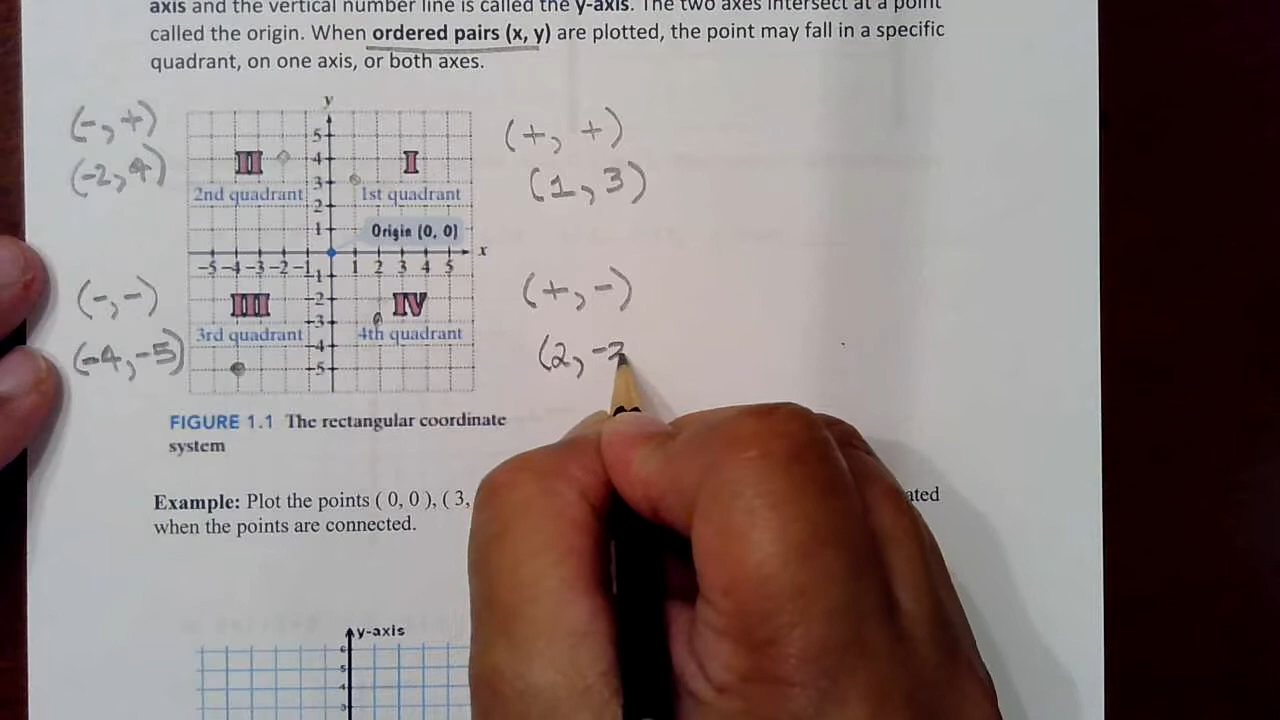 axis and the vertical number line is called the y-axis. The two axes intersect at a point
called the origin. When ordered pairs (x, y) are plotted, the point may fall in a specific
quadrant, on one axis, or both axes.
y
(-, +)
(-2, 4)
(+, +)
(1, 3)
5
4
3
2
1
II
I
2nd quadrant
1st quadrant
Origin (0, 0)
x
-5 -4 -3 -2 -1 1 2 3 4 5
-1
-2
-3
-4
-5
III
IV
3rd quadrant
4th quadrant
(-, -)
(-4, -5)
(+, -)
(2, -
FIGURE 1.1 The rectangular coordinate
system
Example: Plot the points ( 0, 0 ), ( 3,
when the points are connected.
y-axis
6
5
4
3